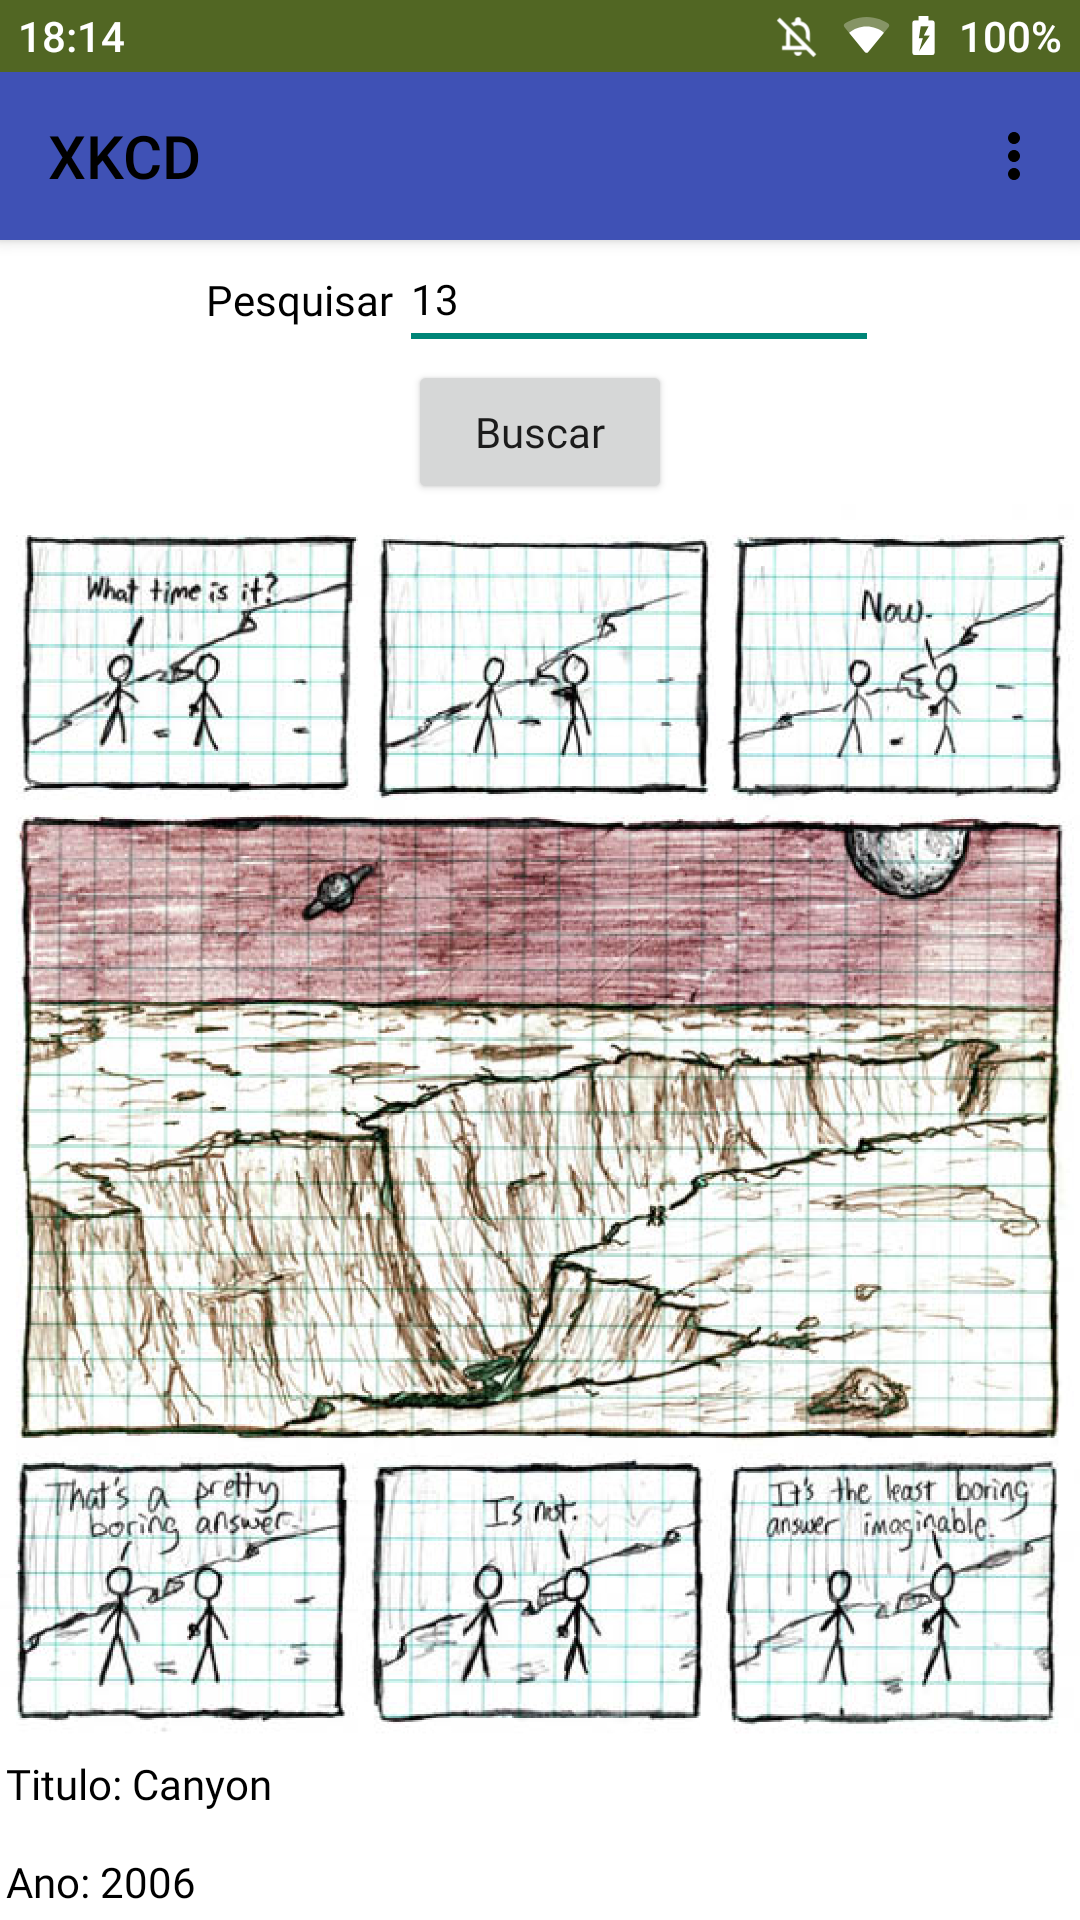 18:14 100%
XKCD
Pesquisar 13
Buscar
What time is it?
Now.
That's a pretty
boring answer.
Is not.
It's the least boring
answer imaginable.
Titulo: Canyon
Ano: 2006